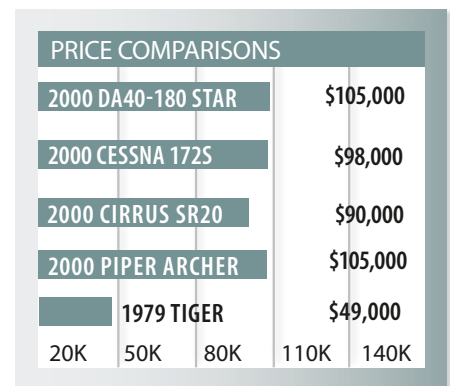 PRICE COMPARISONS
2000 DA40-180 STAR $105,000
2000 CESSNA 172S $98,000
2000 CIRRUS SR20 $90,000
2000 PIPER ARCHER $105,000
1979 TIGER $49,000
20K 50K 80K 110K 140K